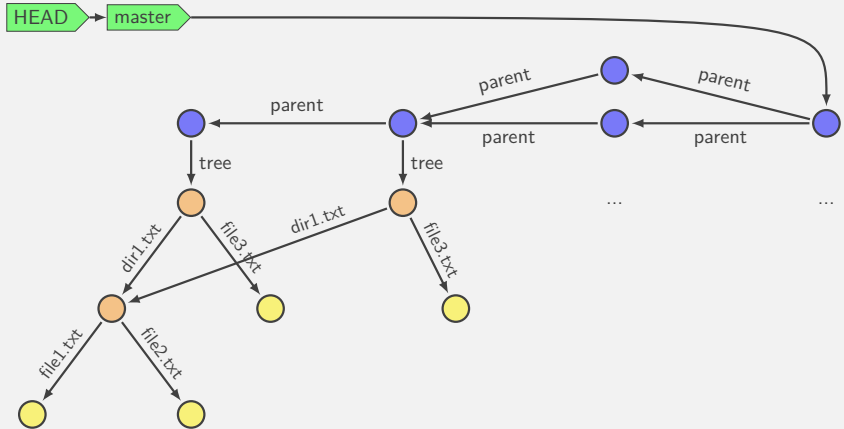 HEAD
master
parent
parent
parent
parent
parent
tree
tree
...
...
dir1.txt
file3.txt
dir1.txt
file3.txt
file1.txt
file2.txt